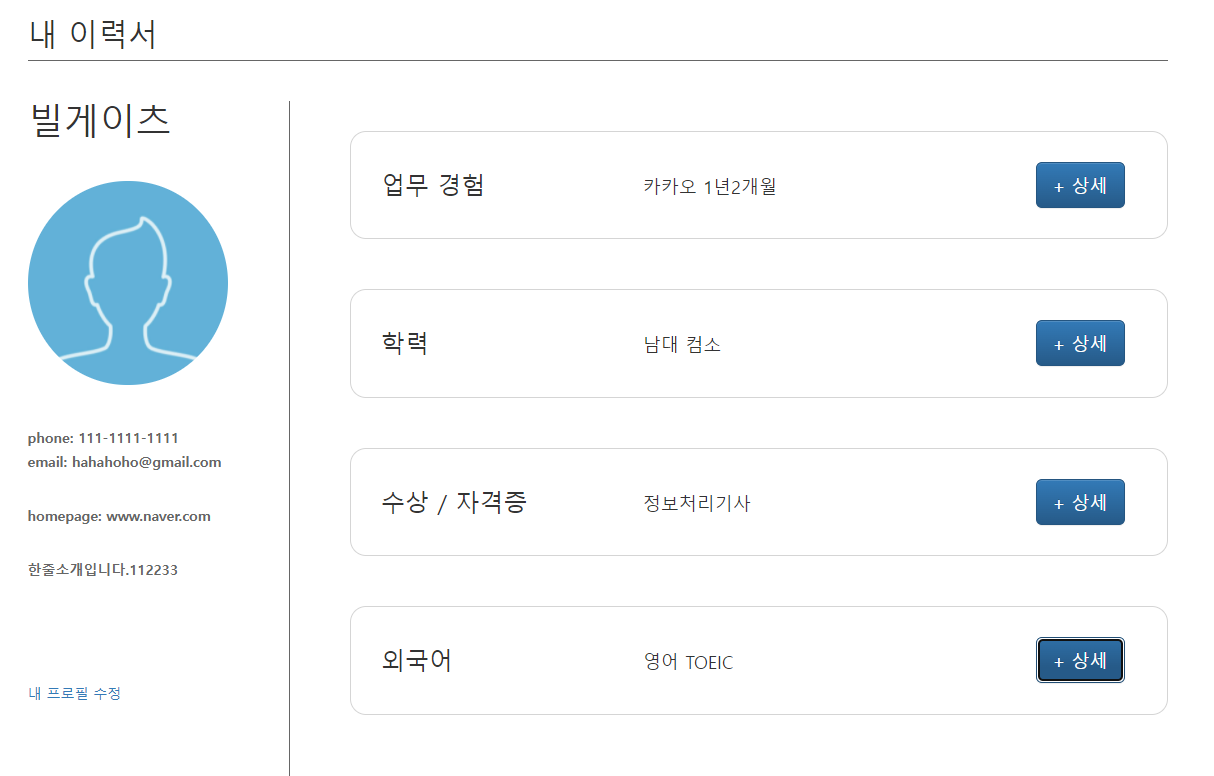 내 이력서
빌게이츠
phone: 111-1111-1111
email: hahahoho@gmail.com
homepage: www.naver.com
한줄소개입니다.112233
내 프로필 수정
업무 경험 카카오 1년2개월 + 상세
학력 남대 컴소 + 상세
수상 / 자격증 정보처리기사 + 상세
외국어 영어 TOEIC + 상세